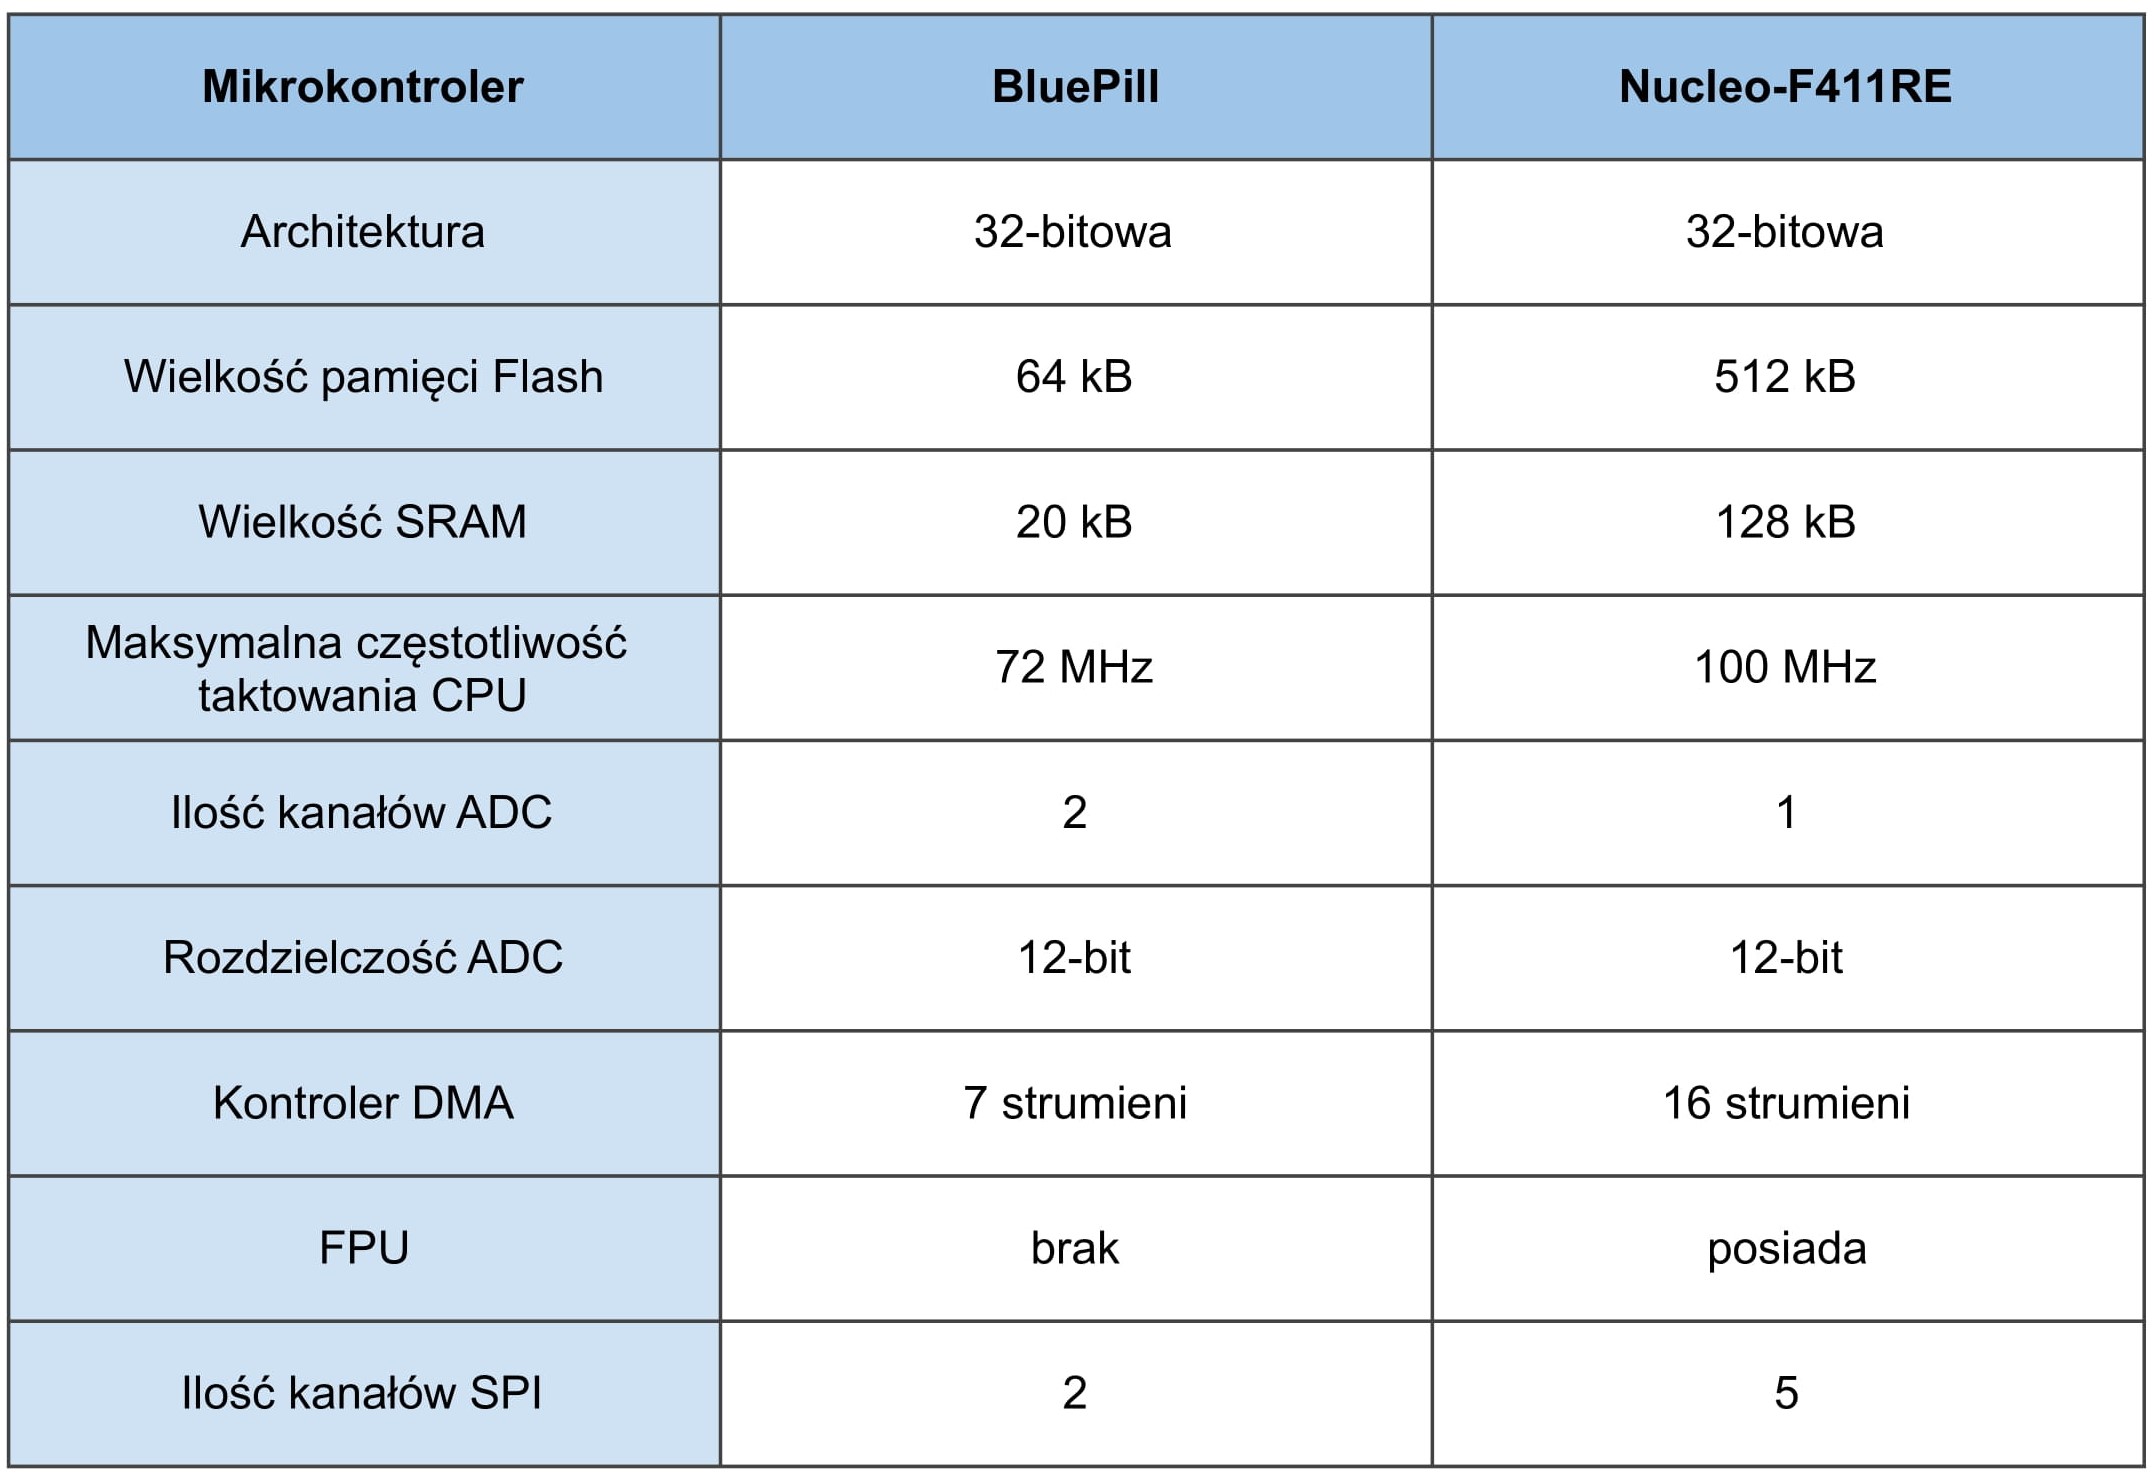 Mikrokontroler BluePill Nucleo-F411RE
Architektura 32-bitowa 32-bitowa
Wielkość pamięci Flash 64 kB 512 kB
Wielkość SRAM 20 kB 128 kB
Maksymalna częstotliwość
taktowania CPU 72 MHz 100 MHz
Ilość kanałów ADC 2 1
Rozdzielczość ADC 12-bit 12-bit
Kontroler DMA 7 strumieni 16 strumieni
FPU brak posiada
Ilość kanałów SPI 2 5